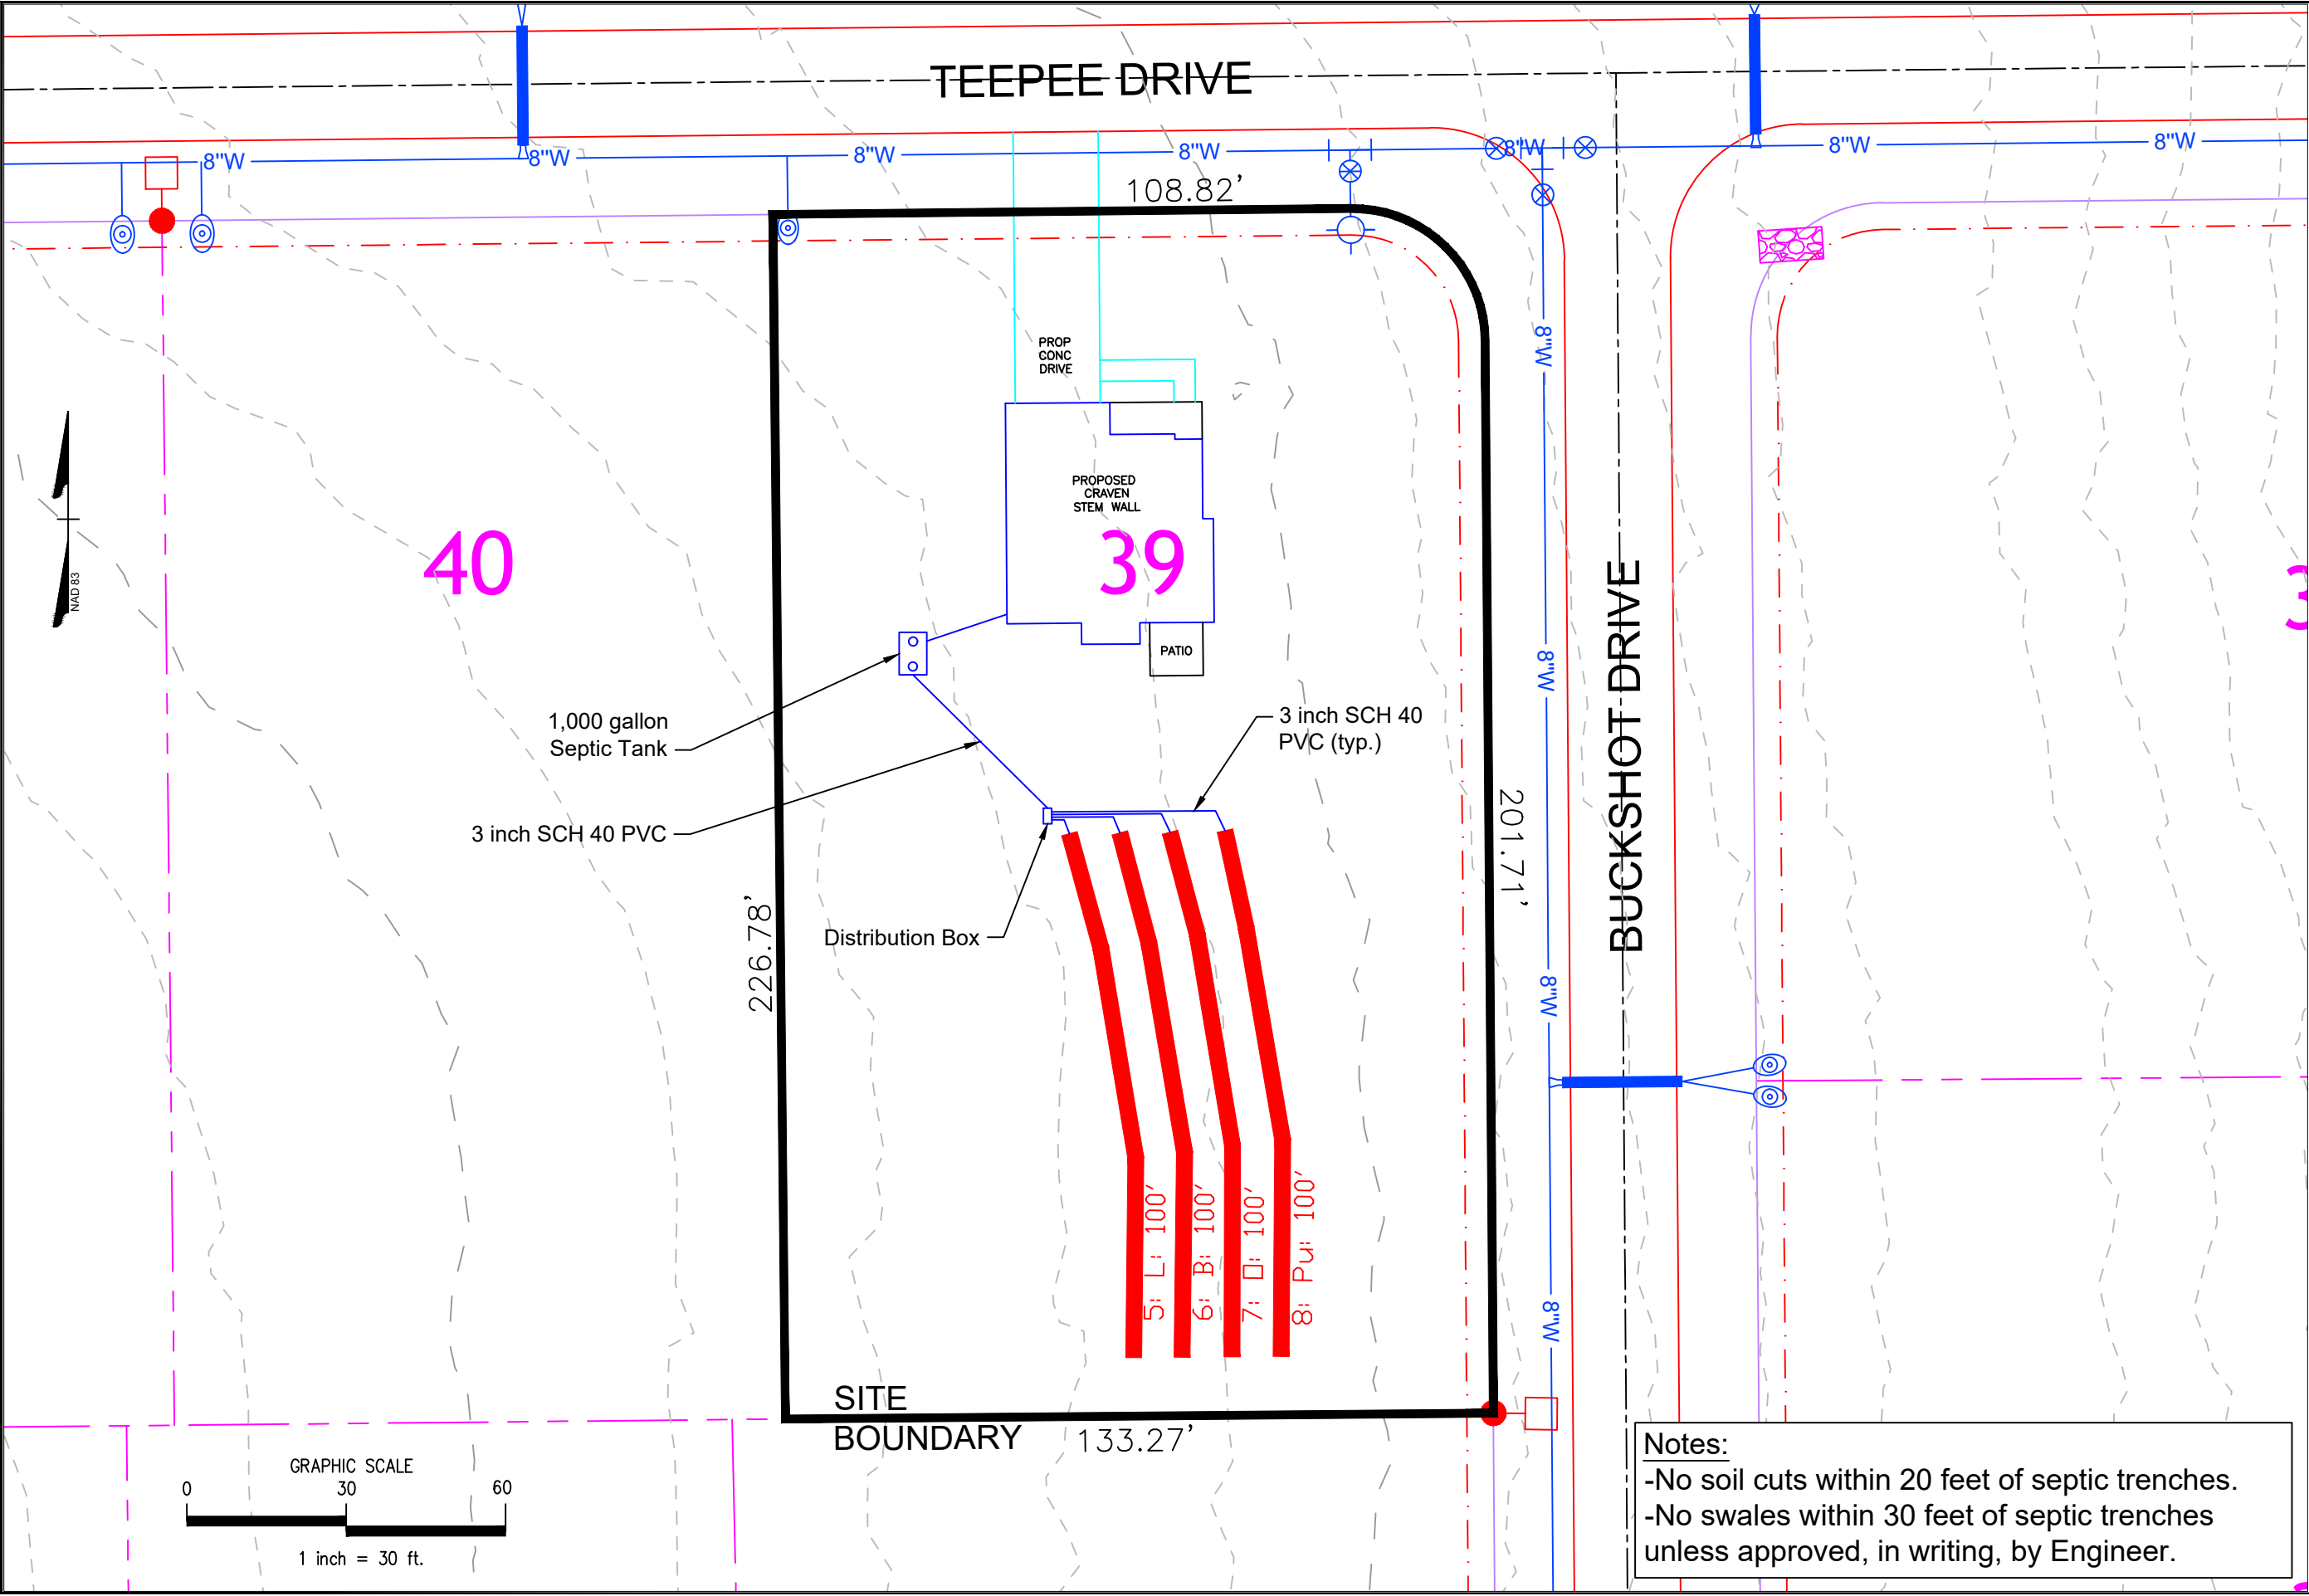 TEEPEE DRIVE
8"W
8"W
8"W
8"W
8"W
8"W
8"W
108.82'
PROP
CONC
DRIVE
8"W
PROPOSED
CRAVEN
STEM WALL
40
39
NAD 83
BUCKSHOT DRIVE
PATIO
8"W
1,000 gallon
Septic Tank
3 inch SCH 40
PVC (typ.)
3 inch SCH 40 PVC
201.71'
226.78'
Distribution Box
8"W
5: L: 100'
6: B: 100'
7: O: 100'
8: Pu: 100'
8"W
SITE
BOUNDARY
133.27'
GRAPHIC SCALE
0 30 60
1 inch = 30 ft.
Notes:
-No soil cuts within 20 feet of septic trenches.
-No swales within 30 feet of septic trenches
unless approved, in writing, by Engineer.